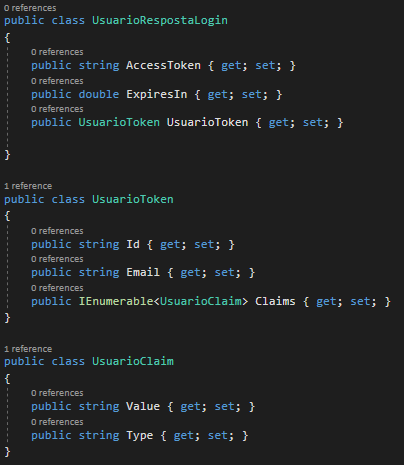 0 references
public class UsuarioRespostaLogin
{
0 references
public string AccessToken { get; set; }
0 references
public double ExpiresIn { get; set; }
0 references
public UsuarioToken UsuarioToken { get; set; }
}
1 reference
public class UsuarioToken
{
0 references
public string Id { get; set; }
0 references
public string Email { get; set; }
0 references
public IEnumerable<UsuarioClaim> Claims { get; set; }
}
1 reference
public class UsuarioClaim
{
0 references
public string Value { get; set; }
0 references
public string Type { get; set; }
}